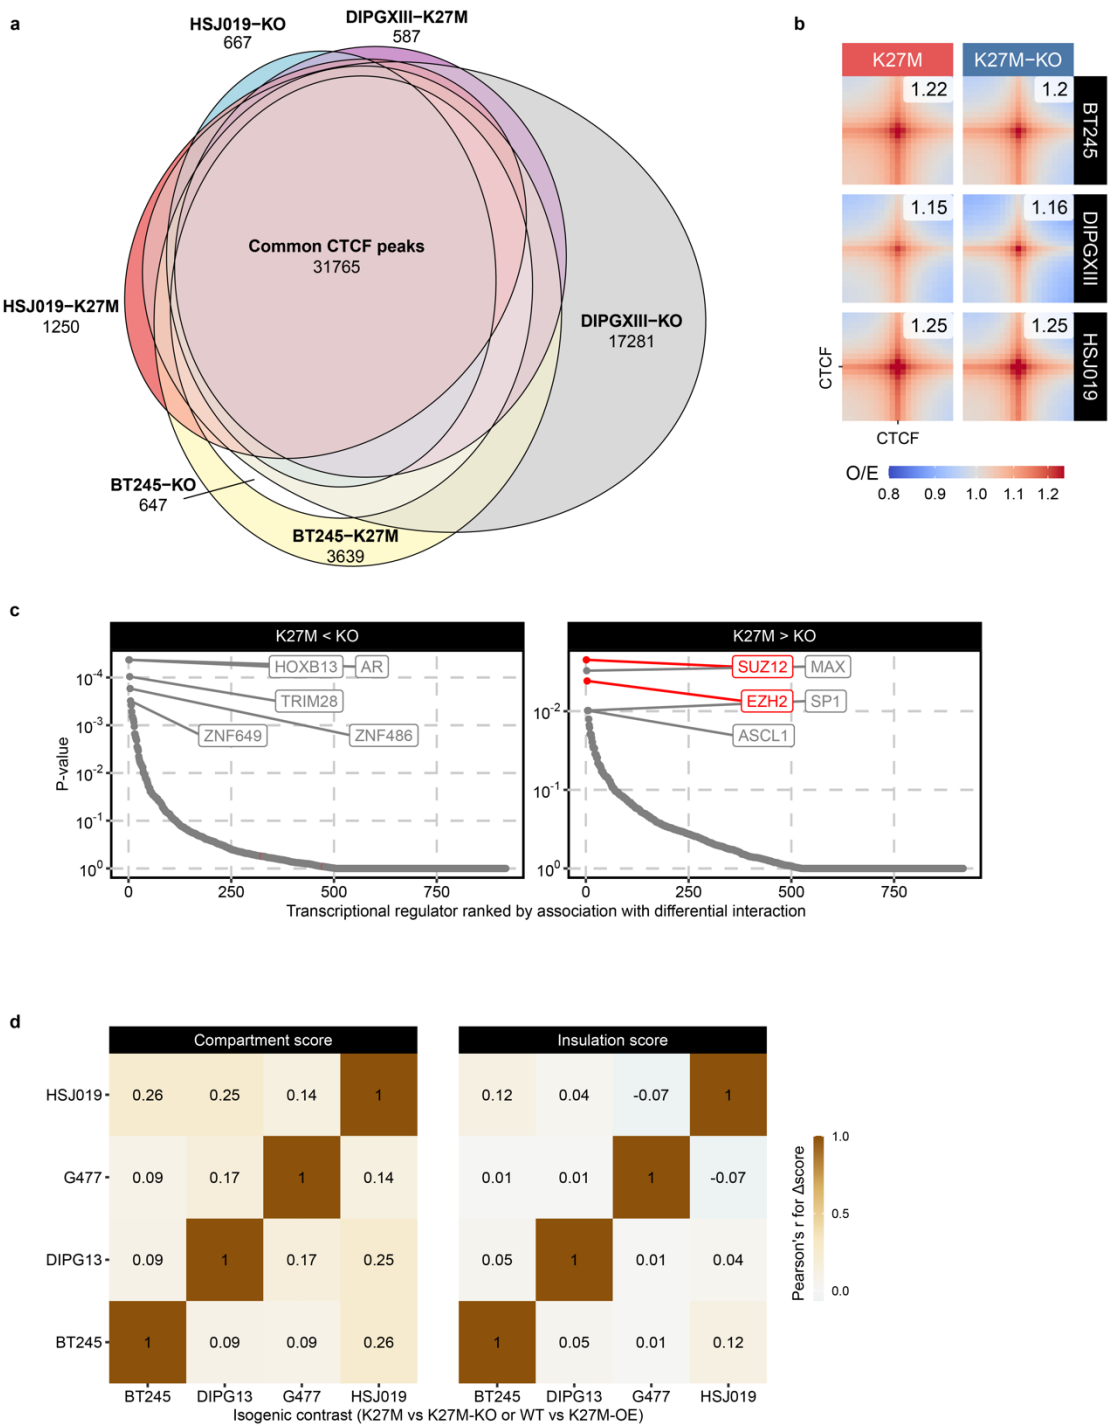 a
HSJ019−KO
667
DIPGXIII−K27M
587
Common CTCF peaks
31765
HSJ019−K27M
1250
DIPGXIII−KO
17281
BT245−KO
647
BT245−K27M
3639
b
K27M
K27M−KO
1.22
1.2
BT245
1.15
1.16
DIPGXIII
1.25
1.25
HSJ019
CTCF
CTCF
O/E
0.8 0.9 1.0 1.1 1.2
c
K27M < KO
K27M > KO
HOXB13
AR
TRIM28
ZNF649
ZNF486
SUZ12
MAX
EZH2
SP1
ASCL1
P-value
10-4
10-3
10-2
10-1
100
10-2
10-1
100
0 250 500 750
0 250 500 750
Transcriptional regulator ranked by association with differential interaction
d
Compartment score
Insulation score
HSJ019 0.26 0.25 0.14 1 0.12 0.04 -0.07 1
G477 0.09 0.17 1 0.14 0.01 0.01 1 -0.07
DIPG13 0.09 1 0.17 0.25 0.05 1 0.01 0.04
BT245 1 0.09 0.09 0.26 1 0.05 0.01 0.12
BT245 DIPG13 G477 HSJ019 BT245 DIPG13 G477 HSJ019
Isogenic contrast (K27M vs K27M-KO or WT vs K27M-OE)
Pearson's r for Δscore
1.0
0.5
0.0